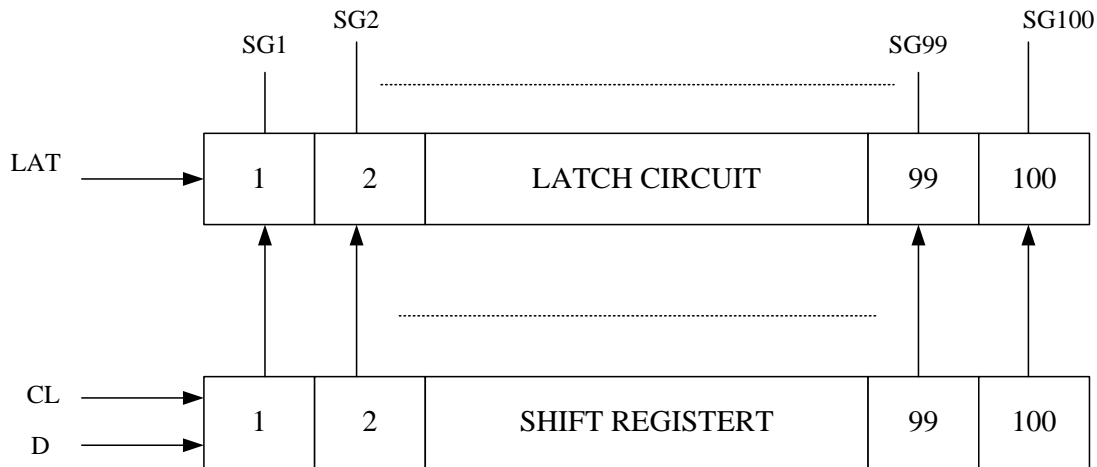 SG1 SG2 SG99 SG100
LAT 1 2 LATCH CIRCUIT 99 100
CL
D
1 2 SHIFT REGISTERT 99 100